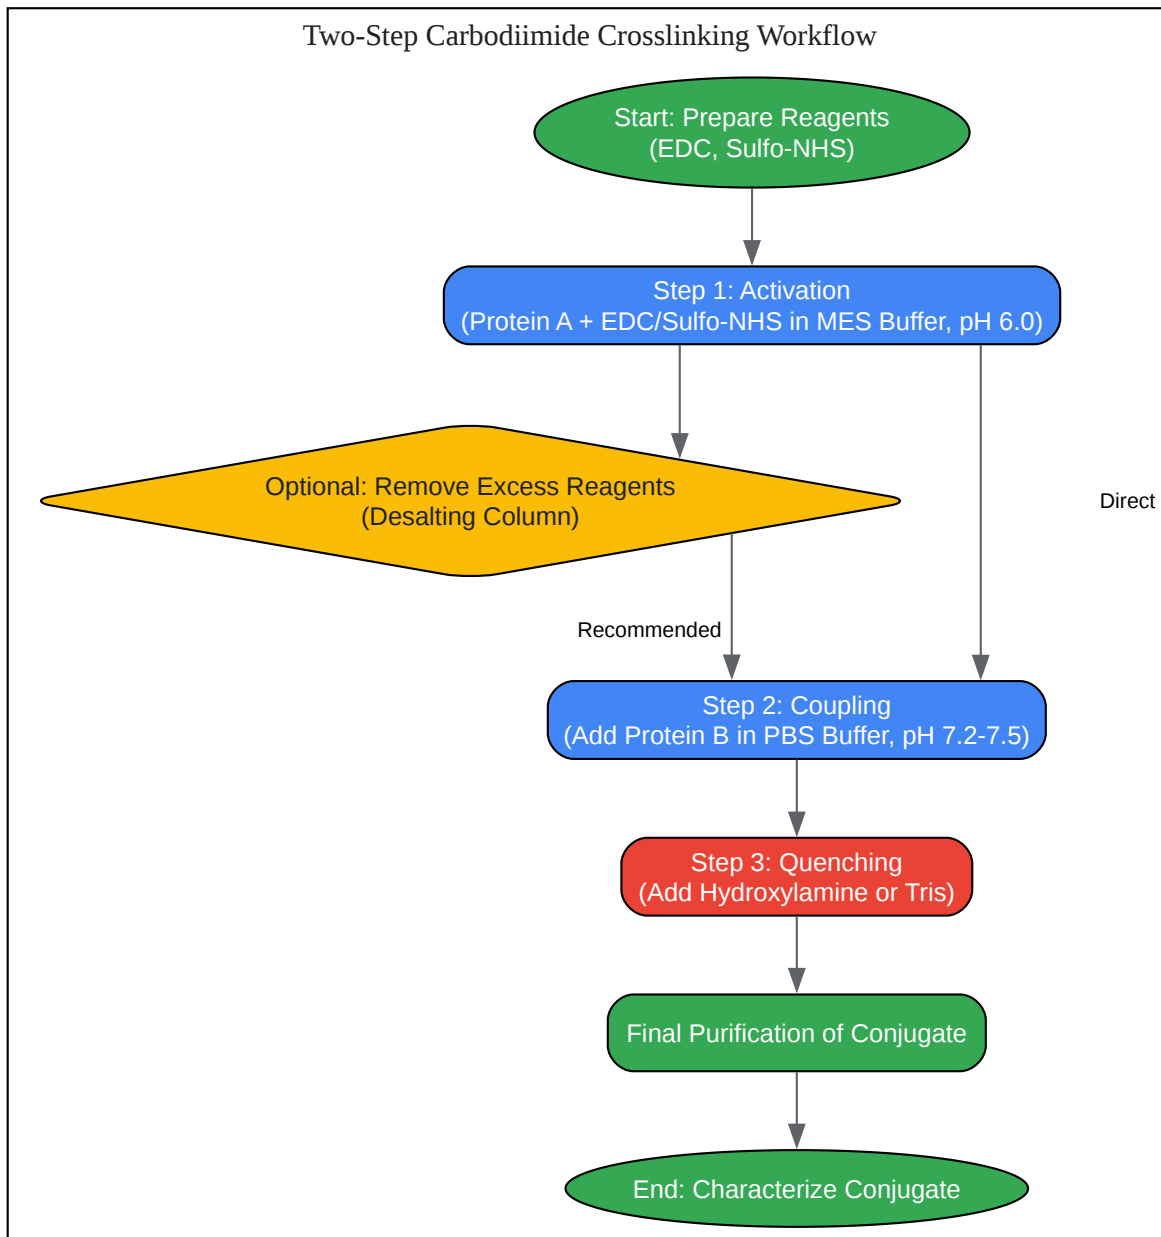 Two-Step Carbodiimide Crosslinking Workflow
Start: Prepare Reagents
(EDC, Sulfo-NHS)
Step 1: Activation
(Protein A + EDC/Sulfo-NHS in MES Buffer, pH 6.0)
Optional: Remove Excess Reagents
(Desalting Column)
Direct
Recommended
Step 2: Coupling
(Add Protein B in PBS Buffer, pH 7.2-7.5)
Step 3: Quenching
(Add Hydroxylamine or Tris)
Final Purification of Conjugate
End: Characterize Conjugate